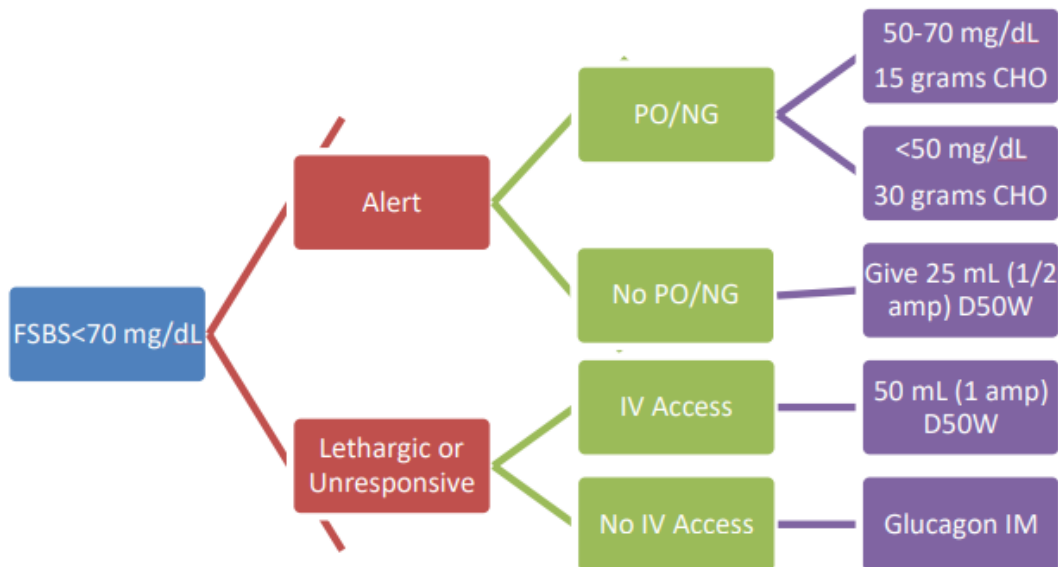 FSBS<70 mg/dL
Alert
PO/NG
50-70 mg/dL
15 grams CHO
<50 mg/dL
30 grams CHO
No PO/NG
Give 25 mL (1/2
amp) D50W
Lethargic or
Unresponsive
IV Access
50 mL (1 amp)
D50W
No IV Access
Glucagon IM